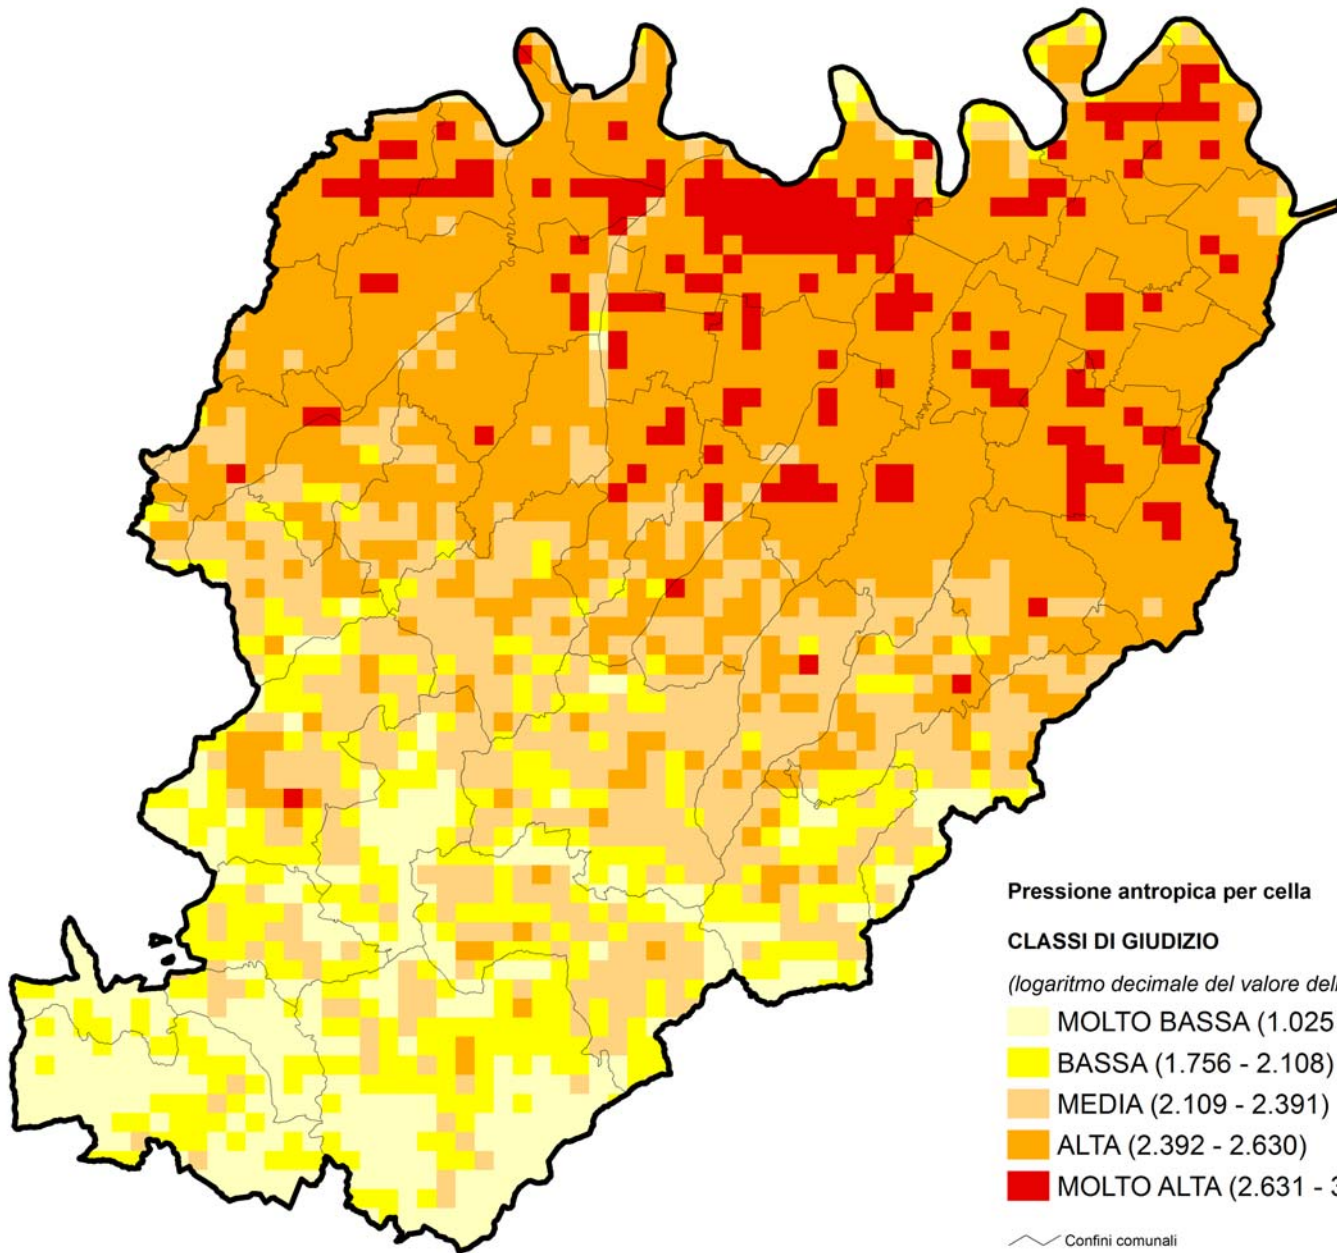 Pressione antropica per cella
CLASSI DI GIUDIZIO
(logaritmo decimale del valore dell
MOLTO BASSA (1.025
BASSA (1.756 - 2.108)
MEDIA (2.109 - 2.391)
ALTA (2.392 - 2.630)
MOLTO ALTA (2.631 - 3
Confini comunali